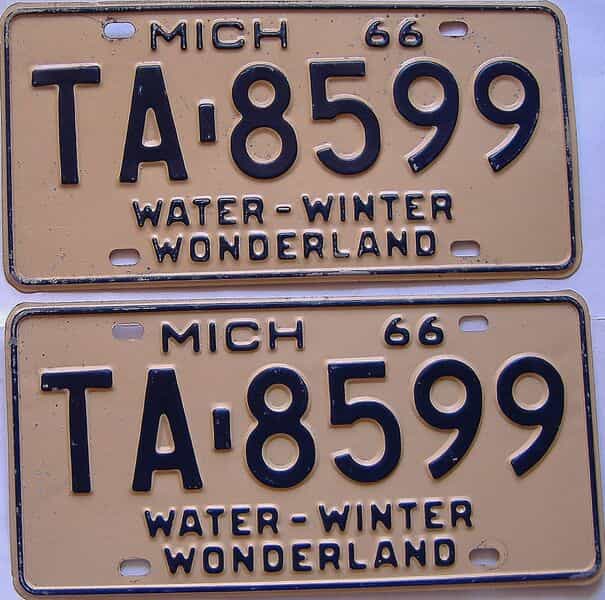 MICH 66
TA-8599
WATER-WINTER
WONDERLAND
MICH 66
TA-8599
WATER-WINTER
WONDERLAND